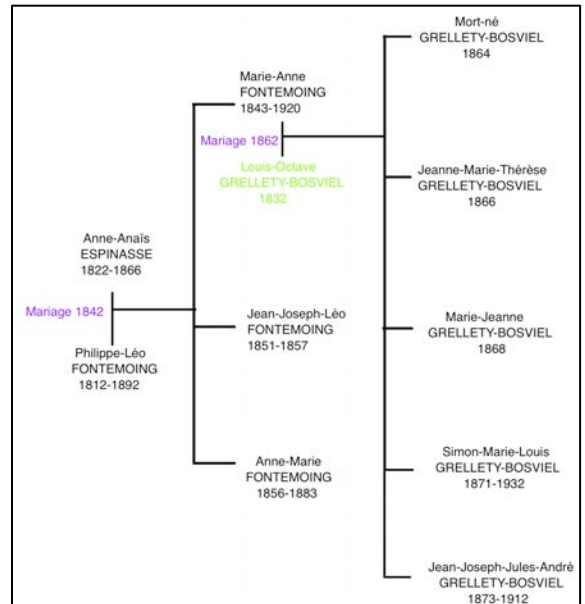 Anne-Anaïs
ESPINASSE
1822-1866
Mariage 1842
Philippe-Léo
FONTEMOING
1812-1892
Marie-Anne
FONTEMOING
1843-1920
Mariage 1862
Louis-Octave
GRELLETY-BOSVIEL
1832
Jean-Joseph-Léo
FONTEMOING
1851-1857
Anne-Marie
FONTEMOING
1856-1883
Mort-né
GRELLETY-BOSVIEL
1864
Jeanne-Marie-Thérèse
GRELLETY-BOSVIEL
1866
Marie-Jeanne
GRELLETY-BOSVIEL
1868
Simon-Marie-Louis
GRELLETY-BOSVIEL
1871-1932
Jean-Joseph-Jules-André
GRELLETY-BOSVIEL
1873-1912